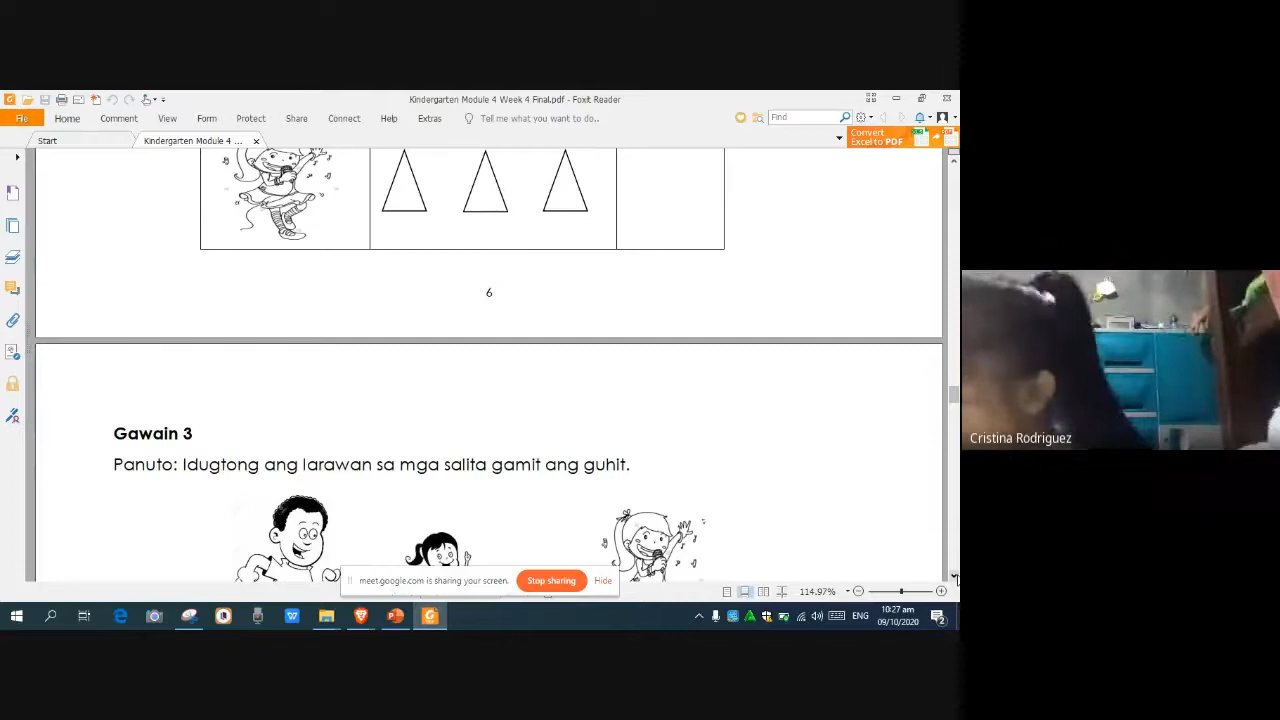 Kindergarten Module 4 Week 4 Final.pdf - Foxit Reader
File Home Comment View Form Protect Share Connect Help Extras Tell me what you want to do.. Find
Start Kindergarten Module 4 ... Convert
Excel to PDF
6
Gawain 3
Panuto: Idugtong ang larawan sa mga salita gamit ang guhit.
Cristina Rodriguez
meet.google.com is sharing your screen. Stop sharing Hide
114.97%
ENG 10:27 am
09/10/2020 2